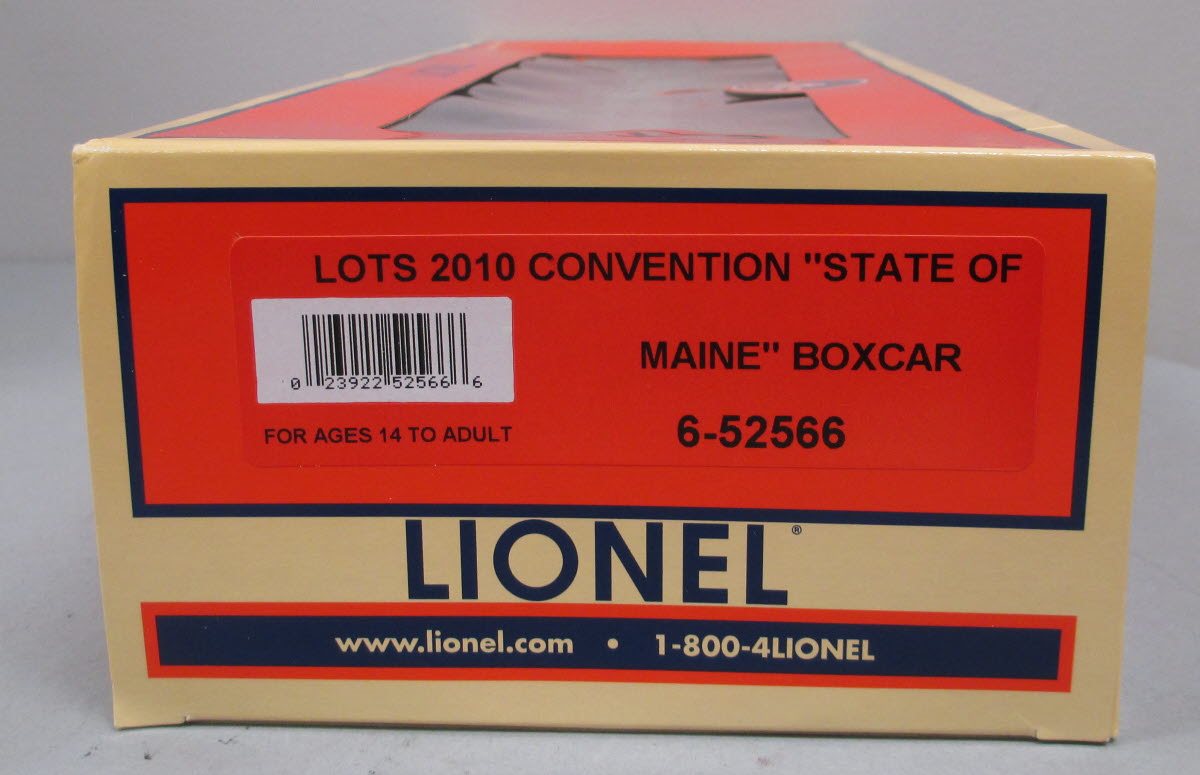 LOTS 2010 CONVENTION "STATE OF
MAINE" BOXCAR
0 23922 52566 6
FOR AGES 14 TO ADULT
6-52566
LIONEL®
www.lionel.com • 1-800-4LIONEL